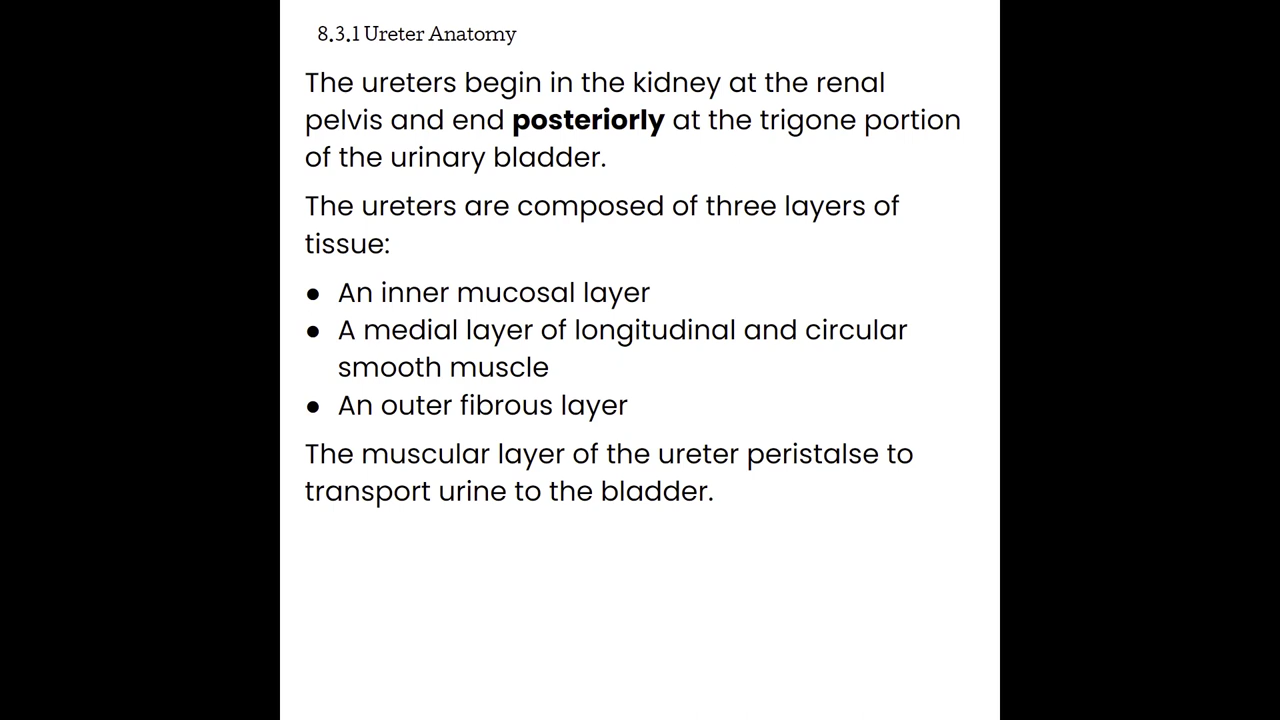 8.3.1 Ureter Anatomy
The ureters begin in the kidney at the renal
pelvis and end posteriorly at the trigone portion
of the urinary bladder.
The ureters are composed of three layers of
tissue:
● An inner mucosal layer
● A medial layer of longitudinal and circular
smooth muscle
● An outer fibrous layer
The muscular layer of the ureter peristalse to
transport urine to the bladder.